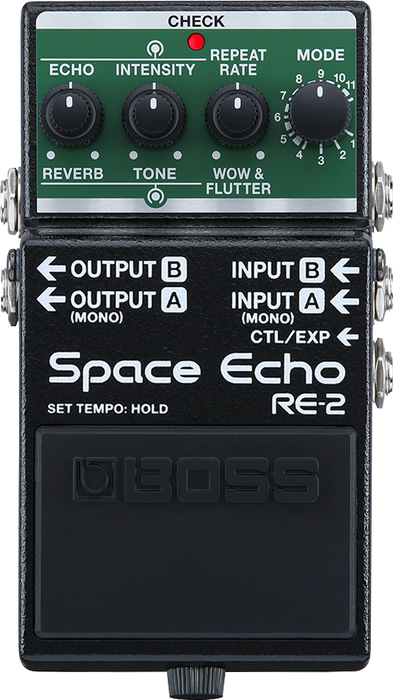 CHECK
ECHO
INTENSITY
REPEAT
RATE
MODE
1
2
3
4
5
6
7
8
9
10
11
REVERB
TONE
WOW &
FLUTTER
OUTPUT B
INPUT B
OUTPUT A
(MONO)
INPUT A
(MONO)
CTL/EXP
Space Echo
RE-2
SET TEMPO: HOLD
BOSS